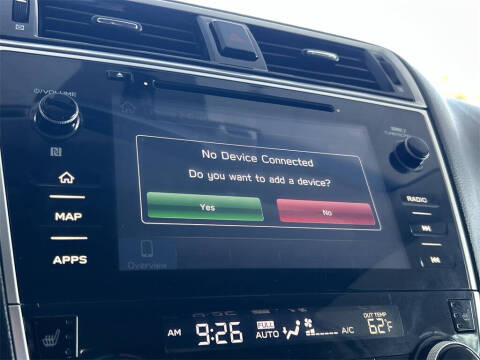 VOLUME
No Device Connected
Do you want to add a device?
Yes
No
MAP
APPS
RADIO
Overview
AM 9:26 FULL AUTO A/C OUT TEMP 62°F